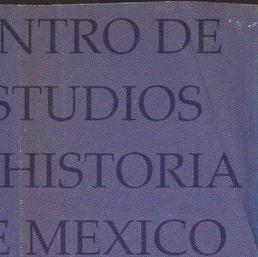 NTRO DE
STUDIOS
HISTORIA
E MEXICO